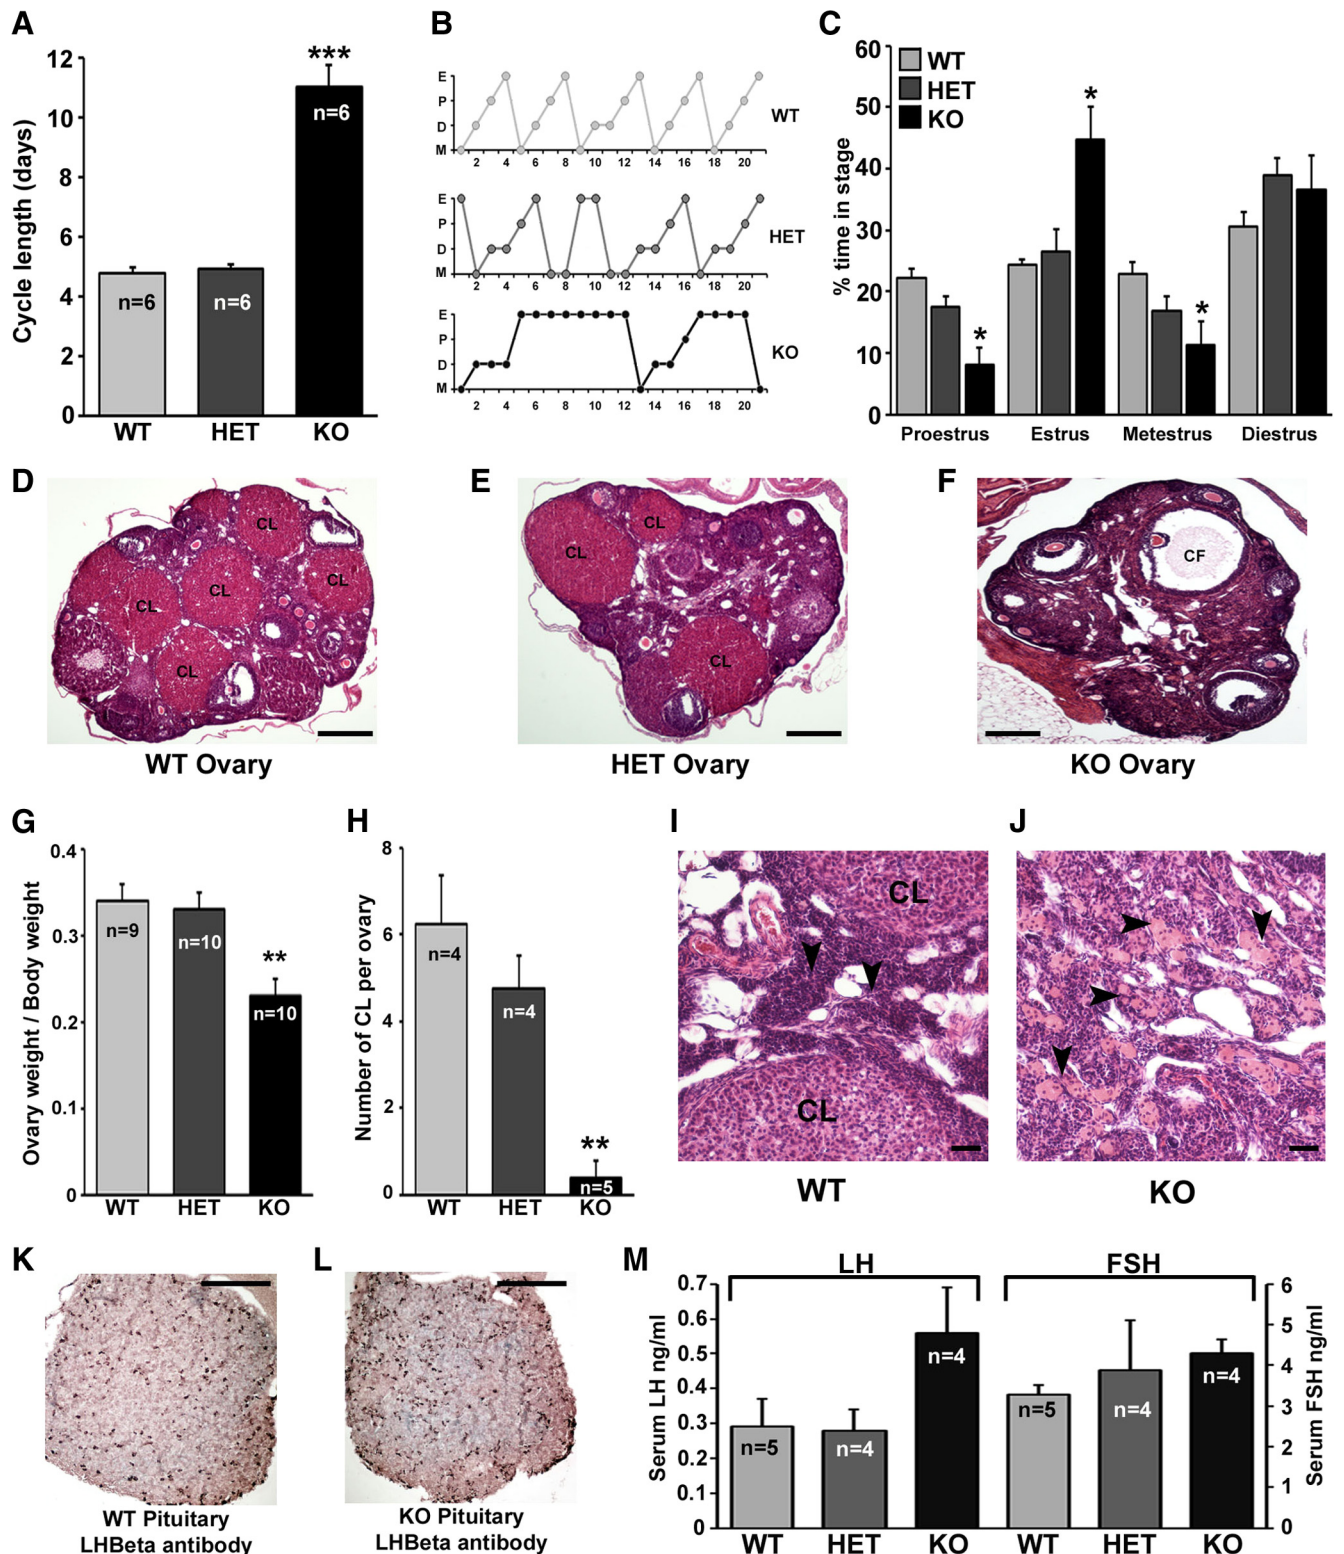 A
Cycle length (days)
12
10
8
6
4
2
0
***
n=6
n=6
n=6
WT
HET
KO
B
E
P
D
M
2 4 6 8 10 12 14 16 18 20
WT
E
P
D
M
2 4 6 8 10 12 14 16 18 20
HET
E
P
D
M
2 4 6 8 10 12 14 16 18 20
KO
C
% time in stage
60
50
40
30
20
10
0
WT
HET
KO
*
*
*
Proestrus
Estrus
Metestrus
Diestrus
D
CL
CL
CL
CL
CL
WT Ovary
E
CL
CL
CL
HET Ovary
F
CF
KO Ovary
G
Ovary weight / Body weight
0.4
0.3
0.2
0.1
0
n=9
n=10
**
n=10
WT
HET
KO
H
Number of CL per ovary
8
6
4
2
0
n=4
n=4
**
n=5
WT
HET
KO
I
CL
CL
WT
J
KO
K
WT Pituitary
LHBeta antibody
L
KO Pituitary
LHBeta antibody
M
LH
FSH
Serum LH ng/ml
0.7
0.6
0.5
0.4
0.3
0.2
0.1
0
n=5
n=4
n=4
n=5
n=4
n=4
WT
HET
KO
WT
HET
KO
6
5
4
3
2
1
0
Serum FSH ng/ml